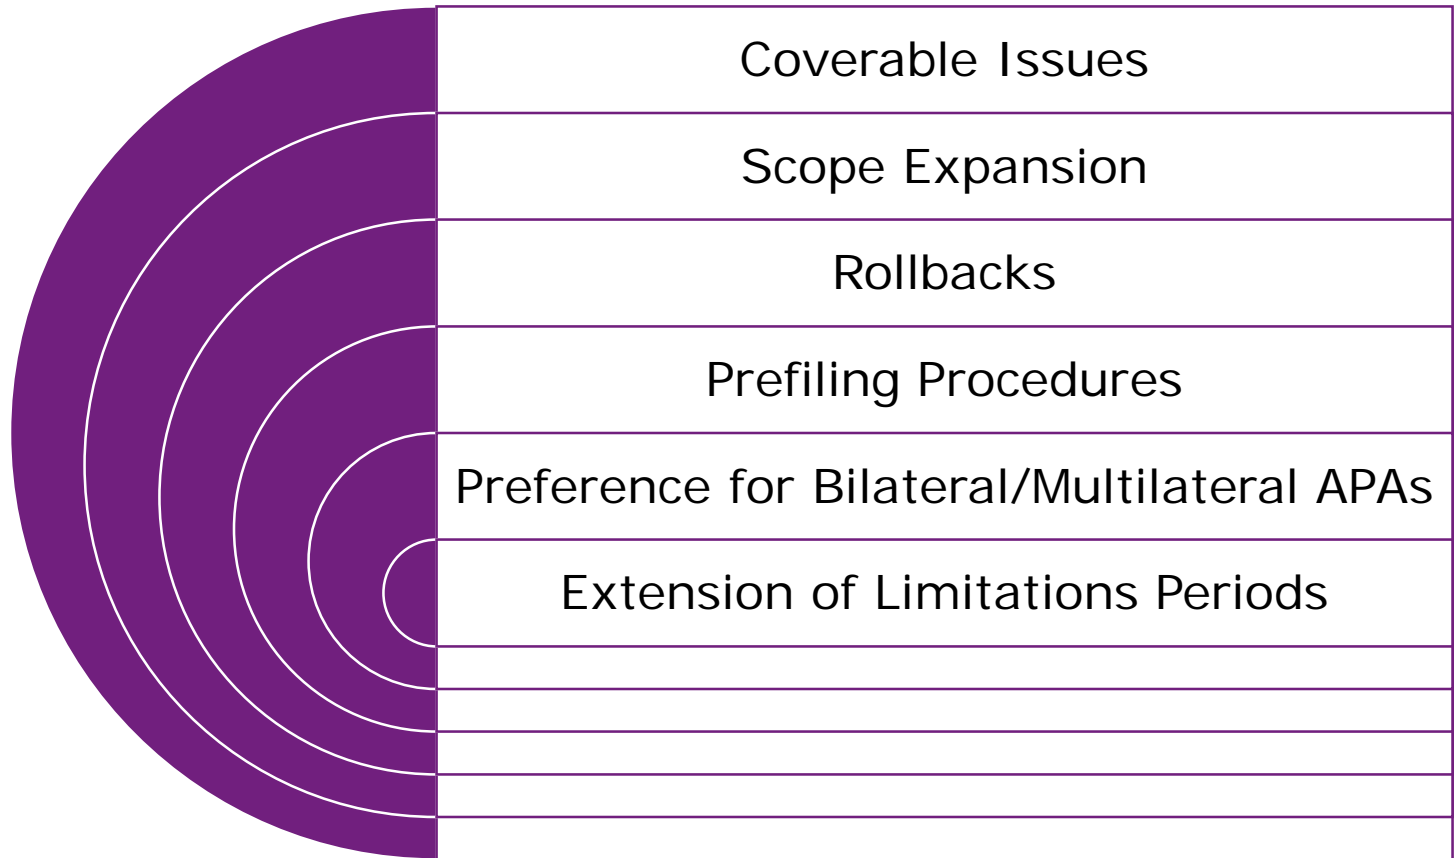 Coverable Issues
Scope Expansion
Rollbacks
Prefiling Procedures
Preference for Bilateral/Multilateral APAs
Extension of Limitations Periods